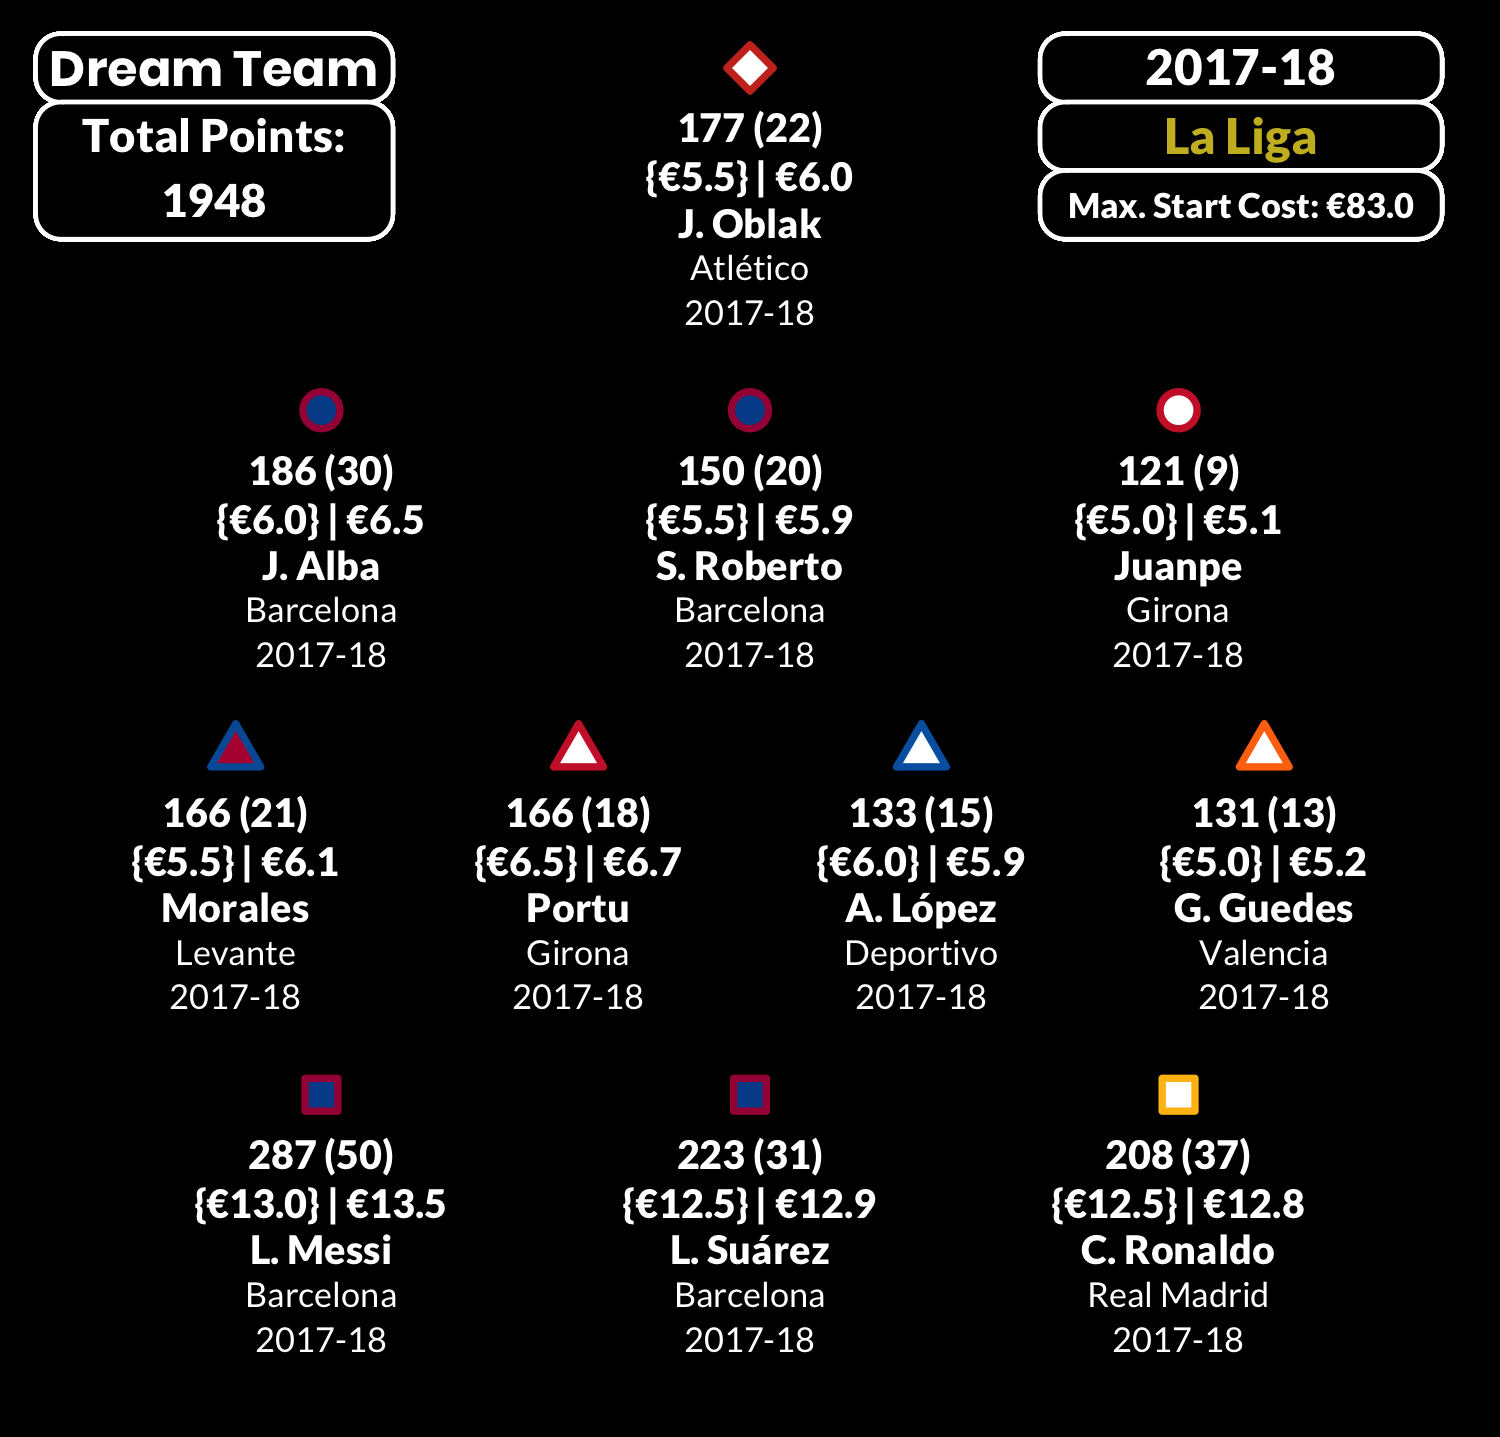 Dream Team
Total Points:
1948
2017-18
La Liga
Max. Start Cost: €83.0
177 (22)
{€5.5} | €6.0
J. Oblak
Atlético
2017-18
186 (30)
{€6.0} | €6.5
J. Alba
Barcelona
2017-18
150 (20)
{€5.5} | €5.9
S. Roberto
Barcelona
2017-18
121 (9)
{€5.0} | €5.1
Juanpe
Girona
2017-18
166 (21)
{€5.5} | €6.1
Morales
Levante
2017-18
166 (18)
{€6.5} | €6.7
Portu
Girona
2017-18
133 (15)
{€6.0} | €5.9
A. López
Deportivo
2017-18
131 (13)
{€5.0} | €5.2
G. Guedes
Valencia
2017-18
287 (50)
{€13.0} | €13.5
L. Messi
Barcelona
2017-18
223 (31)
{€12.5} | €12.9
L. Suárez
Barcelona
2017-18
208 (37)
{€12.5} | €12.8
C. Ronaldo
Real Madrid
2017-18